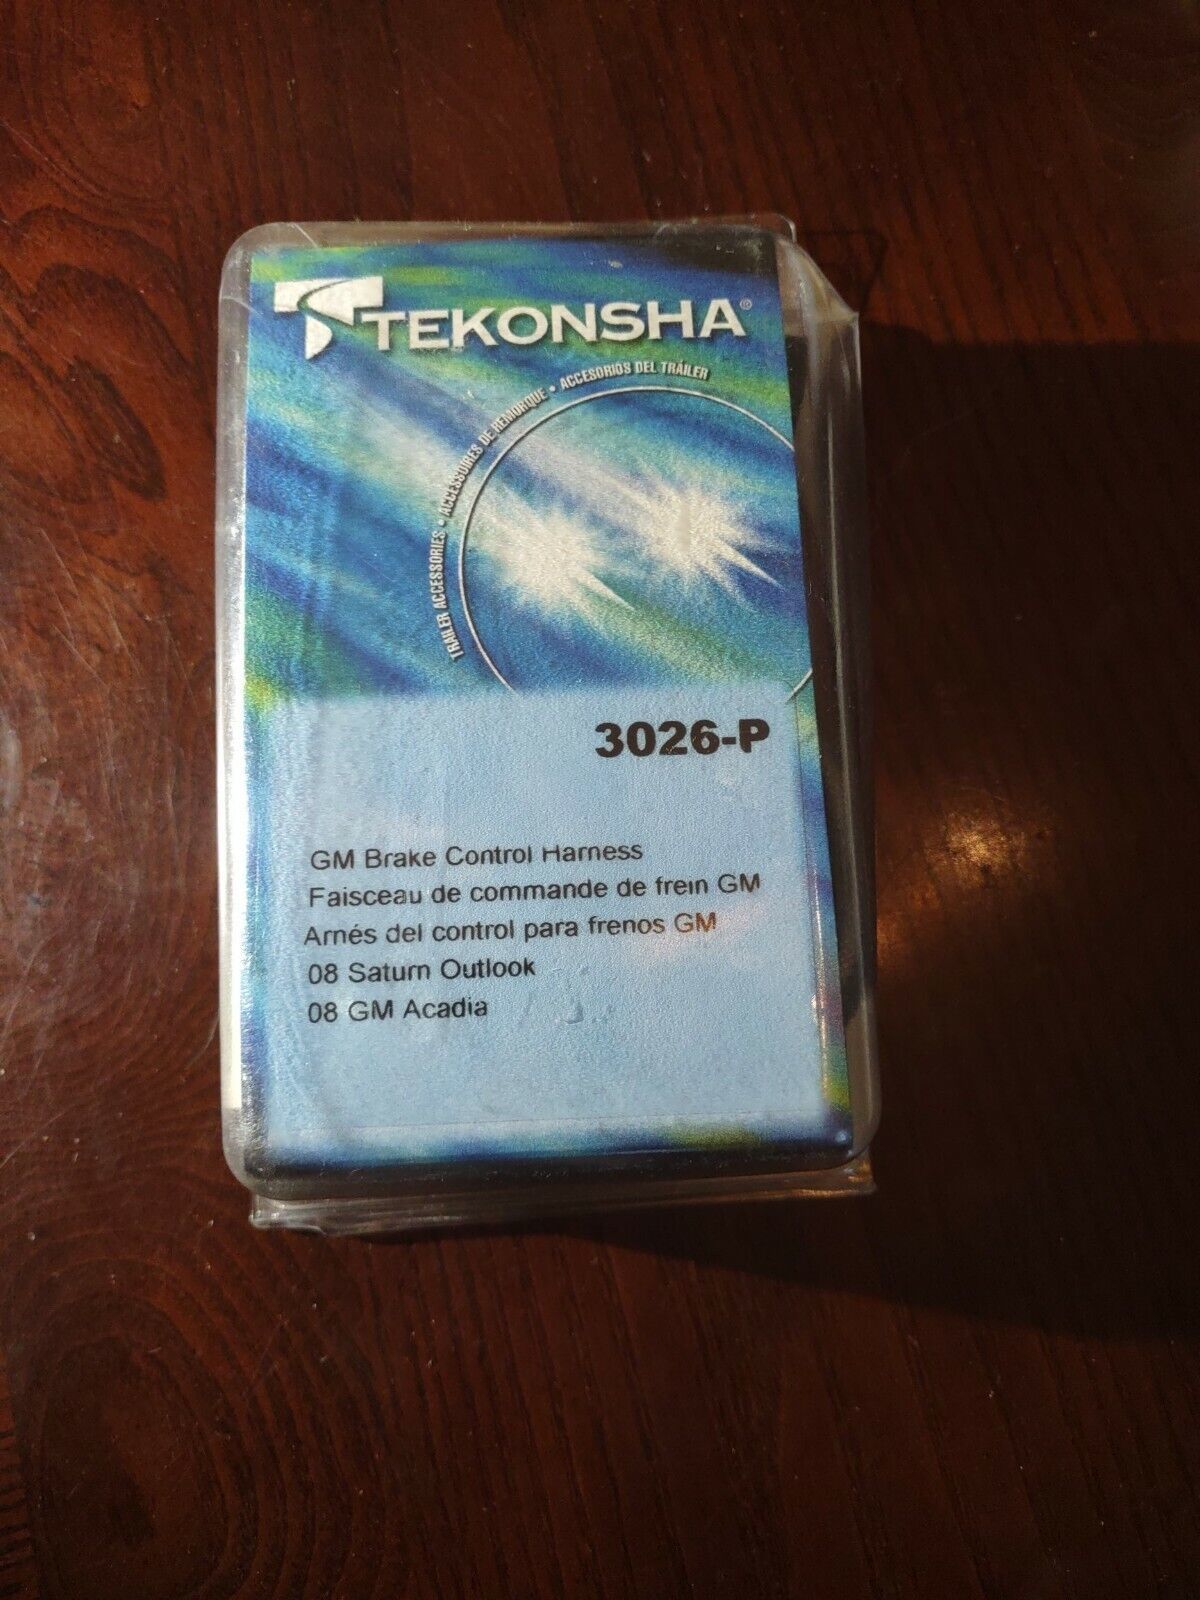 TEKONSHA®
TRAILER ACCESSORIES • ACCESSOIRES DE REMORQUE • ACCESORIOS DEL TRÁILER
3026-P
GM Brake Control Harness
Faisceau de commande de frein GM
Arnés del control para frenos GM
08 Saturn Outlook
08 GM Acadia